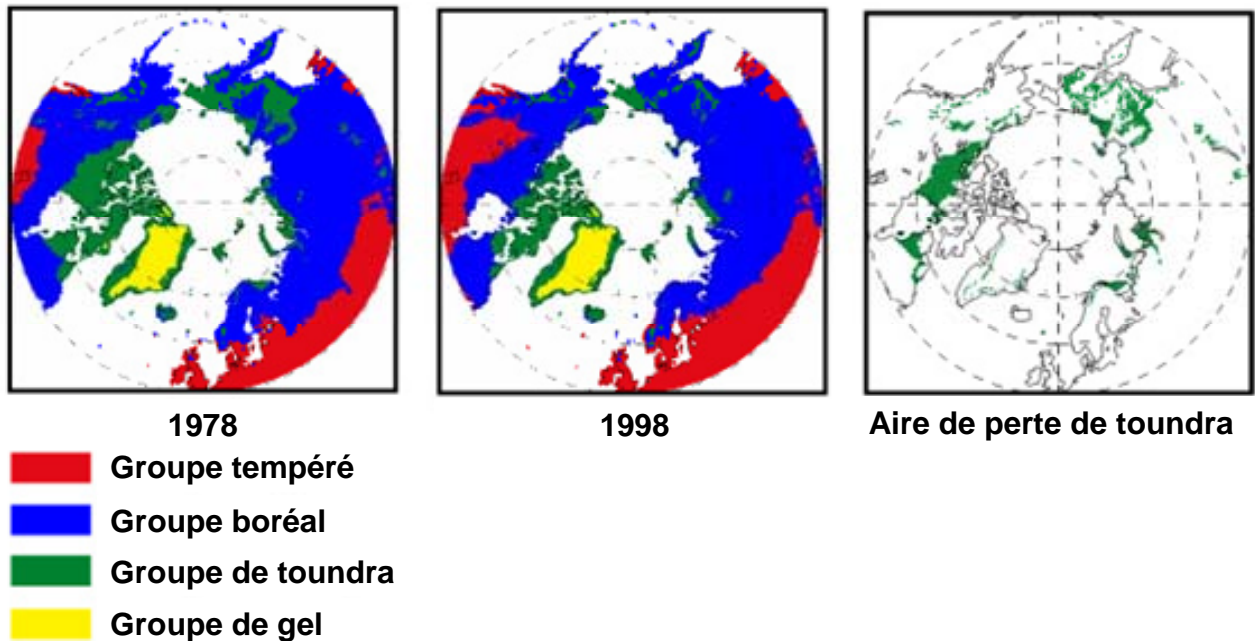 1978
1998
Aire de perte de toundra
Groupe tempéré
Groupe boréal
Groupe de toundra
Groupe de gel